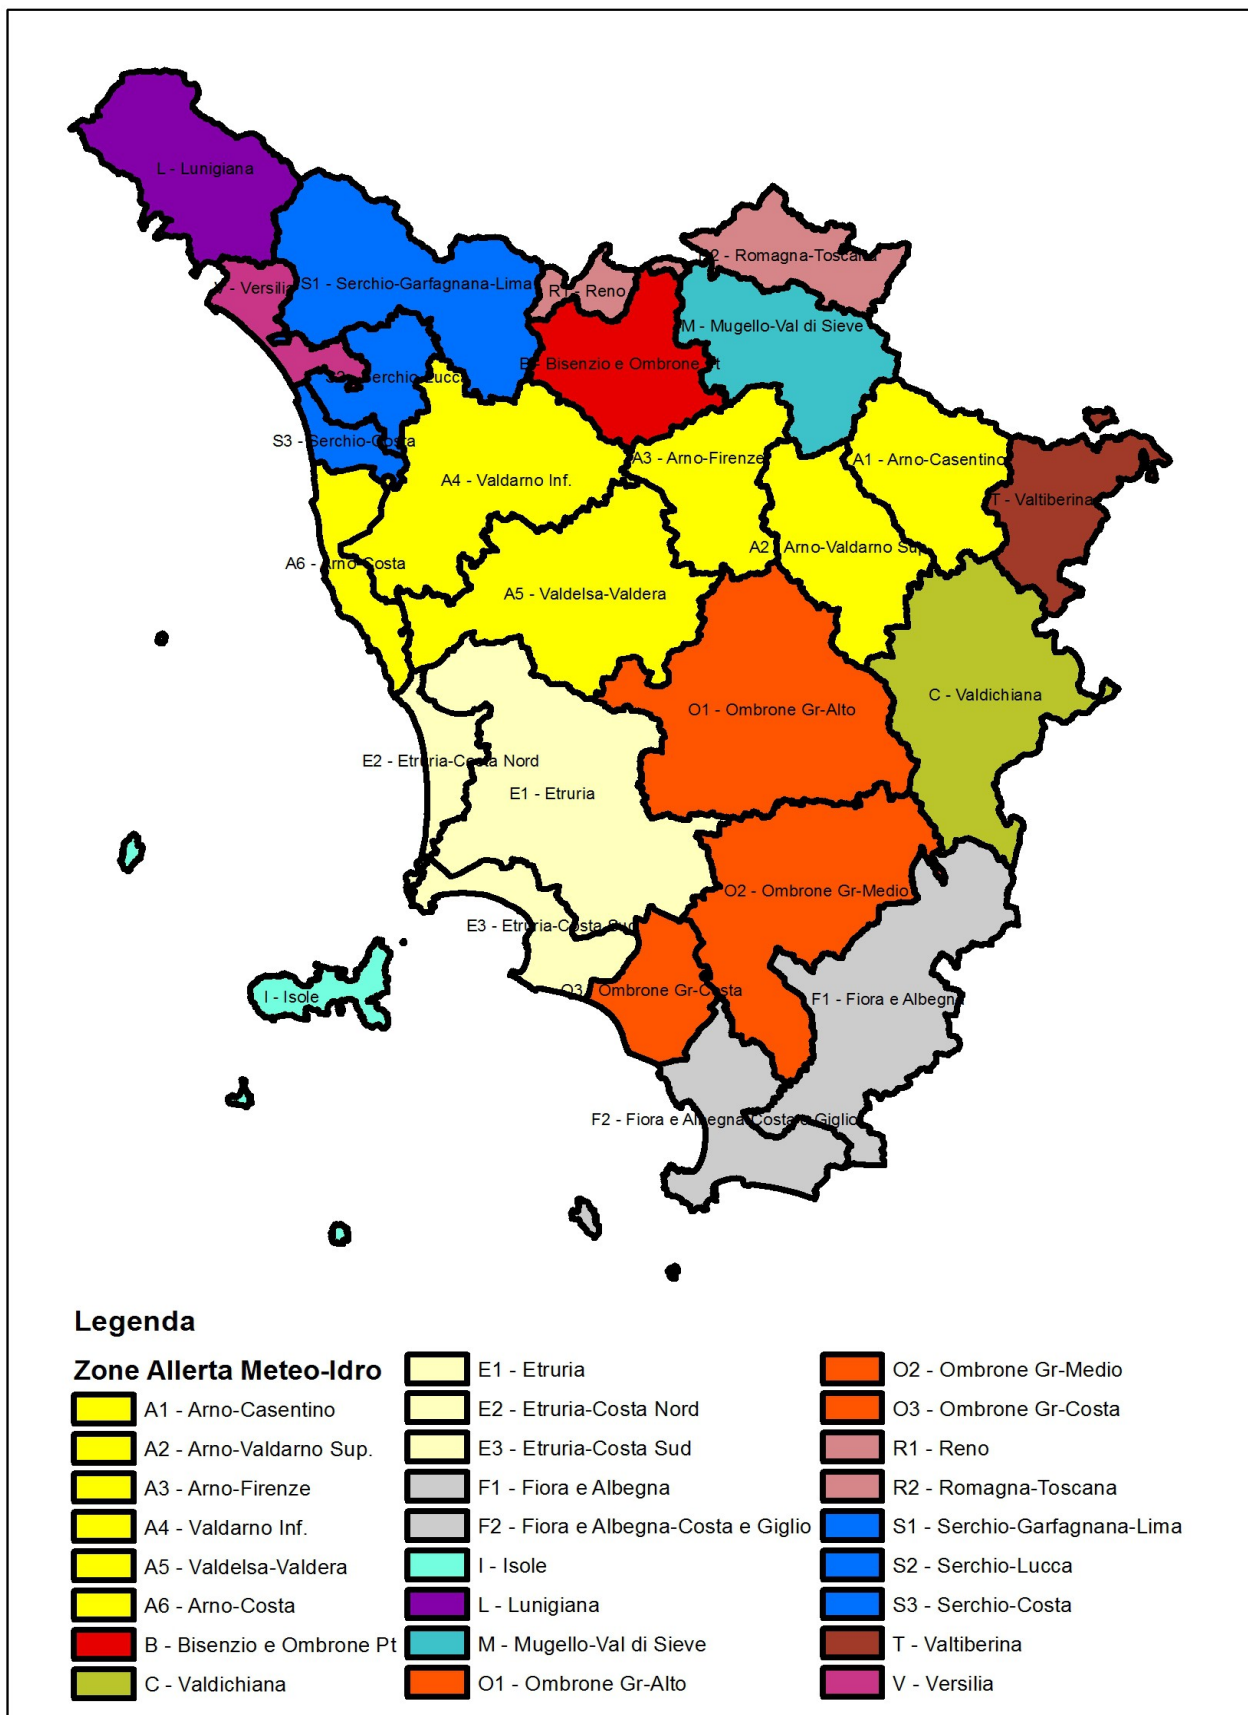 L - Lunigiana
R2 - Romagna-Toscana
V - Versilia
S1 - Serchio-Garfagnana-Lima
R1 - Reno
M - Mugello-Val di Sieve
B - Bisenzio e Ombrone Pt
S2 - Serchio-Lucca
S3 - Serchio-Costa
A3 - Arno-Firenze
A1 - Arno-Casentino
A4 - Valdarno Inf.
T - Valtiberina
A2 - Arno-Valdarno Sup.
A6 - Arno-Costa
A5 - Valdelsa-Valdera
C - Valdichiana
O1 - Ombrone Gr-Alto
E2 - Etruria-Costa Nord
E1 - Etruria
O2 - Ombrone Gr-Medio
E3 - Etruria-Costa Sud
O3 - Ombrone Gr-Costa
I - Isole
F1 - Fiora e Albegna
F2 - Fiora e Albegna-Costa e Giglio
Legenda
Zone Allerta Meteo-Idro
A1 - Arno-Casentino
A2 - Arno-Valdarno Sup.
A3 - Arno-Firenze
A4 - Valdarno Inf.
A5 - Valdelsa-Valdera
A6 - Arno-Costa
B - Bisenzio e Ombrone Pt
C - Valdichiana
E1 - Etruria
E2 - Etruria-Costa Nord
E3 - Etruria-Costa Sud
F1 - Fiora e Albegna
F2 - Fiora e Albegna-Costa e Giglio
I - Isole
L - Lunigiana
M - Mugello-Val di Sieve
O1 - Ombrone Gr-Alto
O2 - Ombrone Gr-Medio
O3 - Ombrone Gr-Costa
R1 - Reno
R2 - Romagna-Toscana
S1 - Serchio-Garfagnana-Lima
S2 - Serchio-Lucca
S3 - Serchio-Costa
T - Valtiberina
V - Versilia